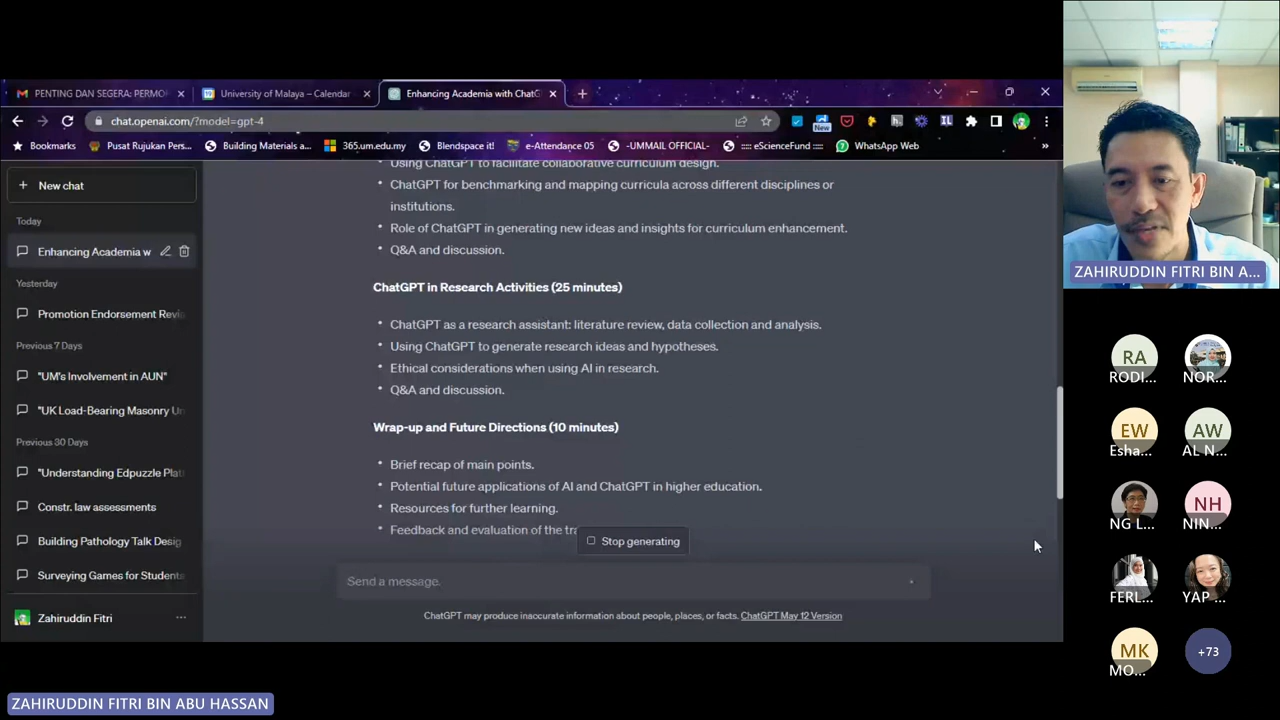 PENTING DAN SEGERA: PERMO
University of Malaya – Calendar
Enhancing Academia with ChatG
chat.openai.com/?model=gpt-4
New
Bookmarks
Pusat Rujukan Pers...
Building Materials a...
365.um.edu.my
Blendspace it!
e-Attendance 05
-UMMAIL OFFICIAL-
::::: eScienceFund :::::
WhatsApp Web
New chat
Today
Enhancing Academia w
Yesterday
Promotion Endorsement Revi
Previous 7 Days
"UM's Involvement in AUN"
"UK Load-Bearing Masonry Un
Previous 30 Days
"Understanding Edpuzzle Plat
Constr. law assessments
Building Pathology Talk Desig
Surveying Games for Students
Zahiruddin Fitri
Using ChatGPT to facilitate collaborative curriculum design.
ChatGPT for benchmarking and mapping curricula across different disciplines or
institutions.
Role of ChatGPT in generating new ideas and insights for curriculum enhancement.
Q&A and discussion.
ChatGPT in Research Activities (25 minutes)
ChatGPT as a research assistant: literature review, data collection and analysis.
Using ChatGPT to generate research ideas and hypotheses.
Ethical considerations when using AI in research.
Q&A and discussion.
Wrap-up and Future Directions (10 minutes)
Brief recap of main points.
Potential future applications of AI and ChatGPT in higher education.
Resources for further learning.
Feedback and evaluation of the tra
Stop generating
Send a message.
ChatGPT may produce inaccurate information about people, places, or facts. ChatGPT May 12 Version
ZAHIRUDDIN FITRI BIN A...
RA
RODI...
NOR...
EW
Esha...
AW
AL N...
NG L...
NH
NIN...
FERL...
YAP ...
MK
MO...
+73
ZAHIRUDDIN FITRI BIN ABU HASSAN